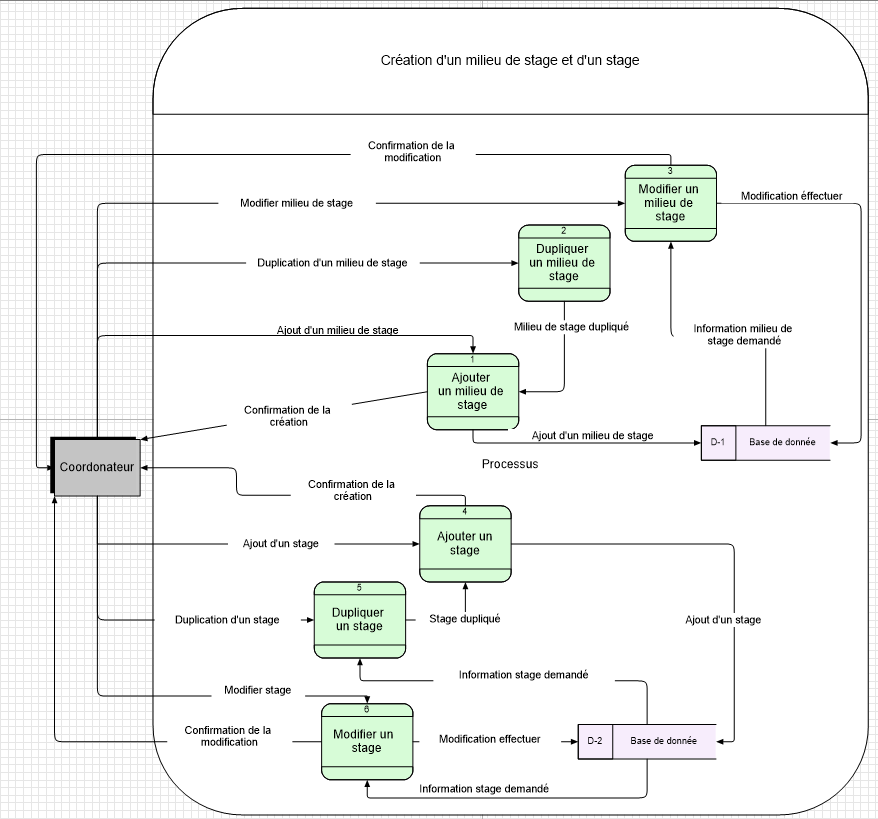 Création d'un milieu de stage et d'un stage
Confirmation de la
modification
3
Modifier un
milieu de
stage
Modifier milieu de stage
Modification éffectuer
2
Dupliquer
un milieu de
stage
Duplication d'un milieu de stage
Milieu de stage dupliqué
Information milieu de
stage demandé
Ajout d'un milieu de stage
1
Ajouter
un milieu de
stage
Confirmation de la
création
Ajout d'un milieu de stage
D-1
Base de donnée
Processus
Coordonateur
Confirmation de la
création
4
Ajouter un
stage
Ajout d'un stage
5
Dupliquer
un stage
Duplication d'un stage
Stage dupliqué
Ajout d'un stage
Information stage demandé
Modifier stage
6
Modifier un
stage
Confirmation de la
modification
Modification effectuer
D-2
Base de donnée
Information stage demandé